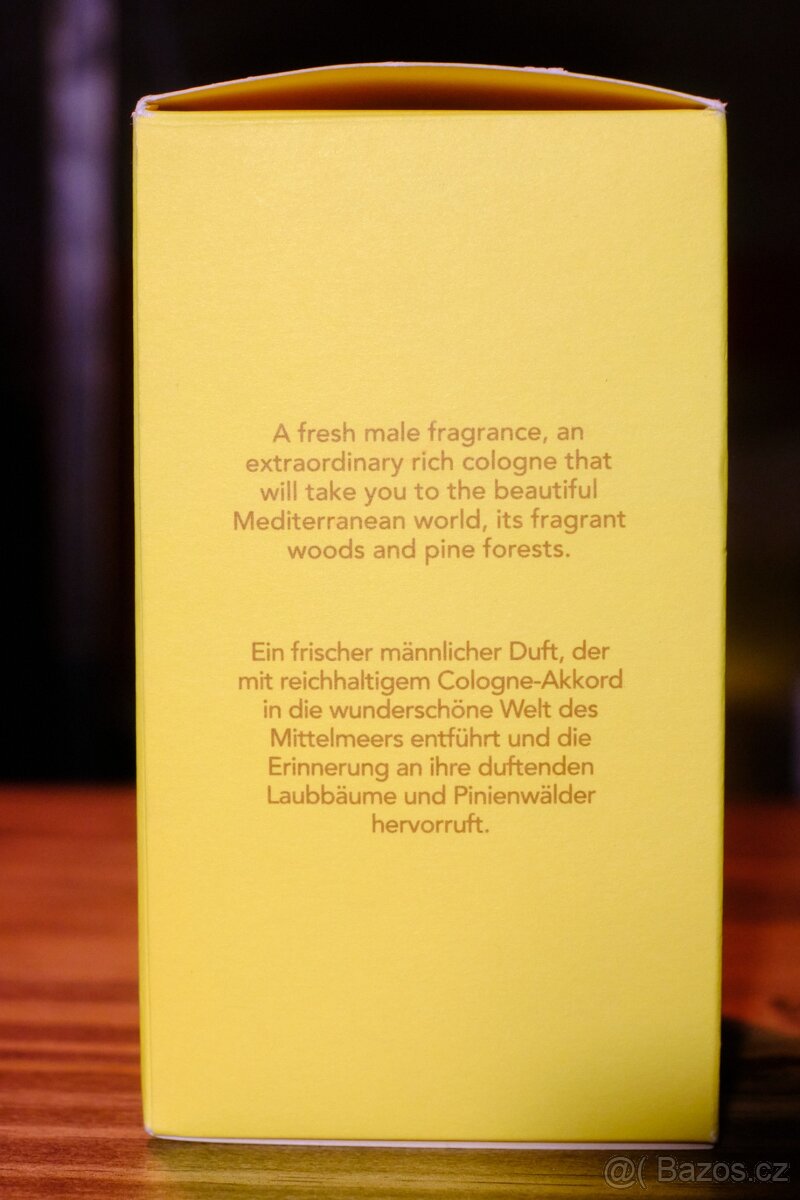 A fresh male fragrance, an
extraordinary rich cologne that
will take you to the beautiful
Mediterranean world, its fragrant
woods and pine forests.
Ein frischer männlicher Duft, der
mit reichhaltigem Cologne-Akkord
in die wunderschöne Welt des
Mittelmeers entführt und die
Erinnerung an ihre duftenden
Laubbäume und Pinienwälder
hervorruft.
@( Bazos.cz